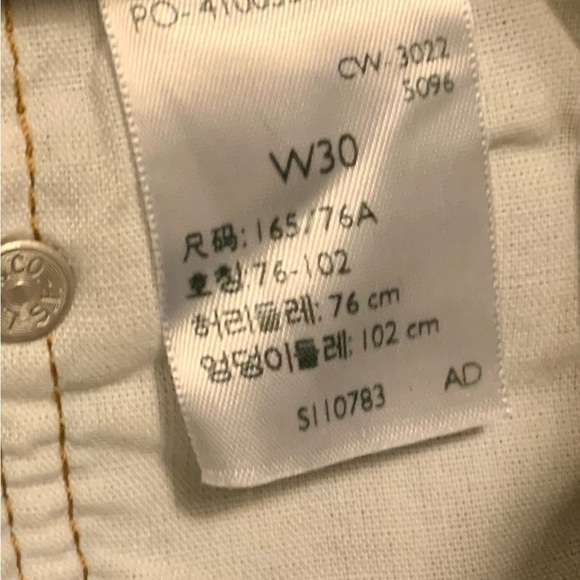 CW-3022
5096
W30
尺码: 165/76A
호칭: 76-102
허리둘레: 76 cm
엉덩이둘레: 102 cm
S110783 AD